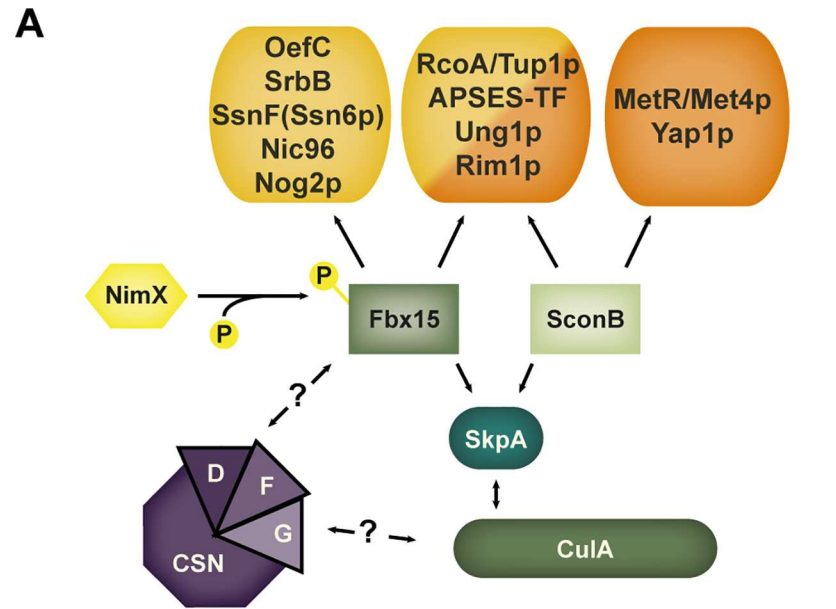 A
OefC
SrbB
SsnF(Ssn6p)
Nic96
Nog2p
RcoA/Tup1p
APSES-TF
Ung1p
Rim1p
MetR/Met4p
Yap1p
NimX
P
P
Fbx15
SconB
?
SkpA
D
F
G
CSN
?
CulA